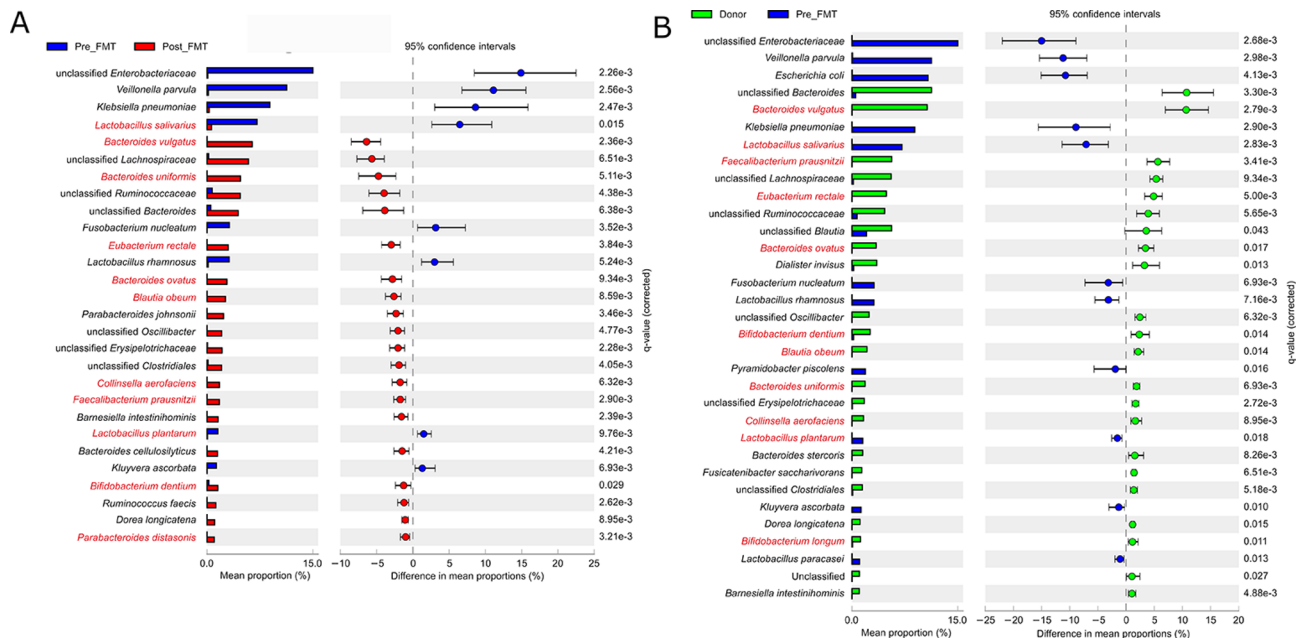 A
Pre_FMT Post_FMT
95% confidence intervals
unclassified Enterobacteriaceae 2.26e-3
Veillonella parvula 2.56e-3
Klebsiella pneumoniae 2.47e-3
Lactobacillus salivarius 0.015
Bacteroides vulgatus 2.36e-3
unclassified Lachnospiraceae 6.51e-3
Bacteroides uniformis 5.11e-3
unclassified Ruminococcaceae 4.38e-3
unclassified Bacteroides 6.38e-3
Fusobacterium nucleatum 3.52e-3
Eubacterium rectale 3.84e-3
Lactobacillus rhamnosus 5.24e-3
Bacteroides ovatus 9.34e-3
Blautia obeum 8.59e-3
Parabacteroides johnsonii 3.46e-3
unclassified Oscillibacter 4.77e-3
unclassified Erysipelotrichaceae 2.28e-3
unclassified Clostridiales 4.05e-3
Collinsella aerofaciens 6.32e-3
Faecalibacterium prausnitzii 2.90e-3
Barnesiella intestinihominis 2.39e-3
Lactobacillus plantarum 9.76e-3
Bacteroides cellulosilyticus 4.21e-3
Kluyvera ascorbata 6.93e-3
Bifidobacterium dentium 0.029
Ruminococcus faecis 2.62e-3
Dorea longicatena 8.95e-3
Parabacteroides distasonis 3.21e-3
q-value (corrected)
0.0 15.0 −10 −5 0 5 10 15 20 25
Mean proportion (%) Difference in mean proportions (%)
B
Donor Pre_FMT
95% confidence intervals
unclassified Enterobacteriaceae 2.68e-3
Veillonella parvula 2.98e-3
Escherichia coli 4.13e-3
unclassified Bacteroides 3.30e-3
Bacteroides vulgatus 2.79e-3
Klebsiella pneumoniae 2.90e-3
Lactobacillus salivarius 2.83e-3
Faecalibacterium prausnitzii 3.41e-3
unclassified Lachnospiraceae 9.34e-3
Eubacterium rectale 5.00e-3
unclassified Ruminococcaceae 5.65e-3
unclassified Blautia 0.043
Bacteroides ovatus 0.017
Dialister invisus 0.013
Fusobacterium nucleatum 6.93e-3
Lactobacillus rhamnosus 7.16e-3
unclassified Oscillibacter 6.32e-3
Bifidobacterium dentium 0.014
Blautia obeum 0.014
Pyramidobacter piscolens 0.016
Bacteroides uniformis 6.93e-3
unclassified Erysipelotrichaceae 2.72e-3
Collinsella aerofaciens 8.95e-3
Lactobacillus plantarum 0.018
Bacteroides stercoris 8.26e-3
Fusicatenibacter saccharivorans 6.51e-3
unclassified Clostridiales 5.18e-3
Kluyvera ascorbata 0.010
Dorea longicatena 0.015
Bifidobacterium longum 0.011
Lactobacillus paracasei 0.013
Unclassified 0.027
Barnesiella intestinihominis 4.88e-3
q-value (corrected)
0.0 15.0 −25 −20 −15 −10 −5 0 5 10 15 20
Mean proportion (%) Difference in mean proportions (%)